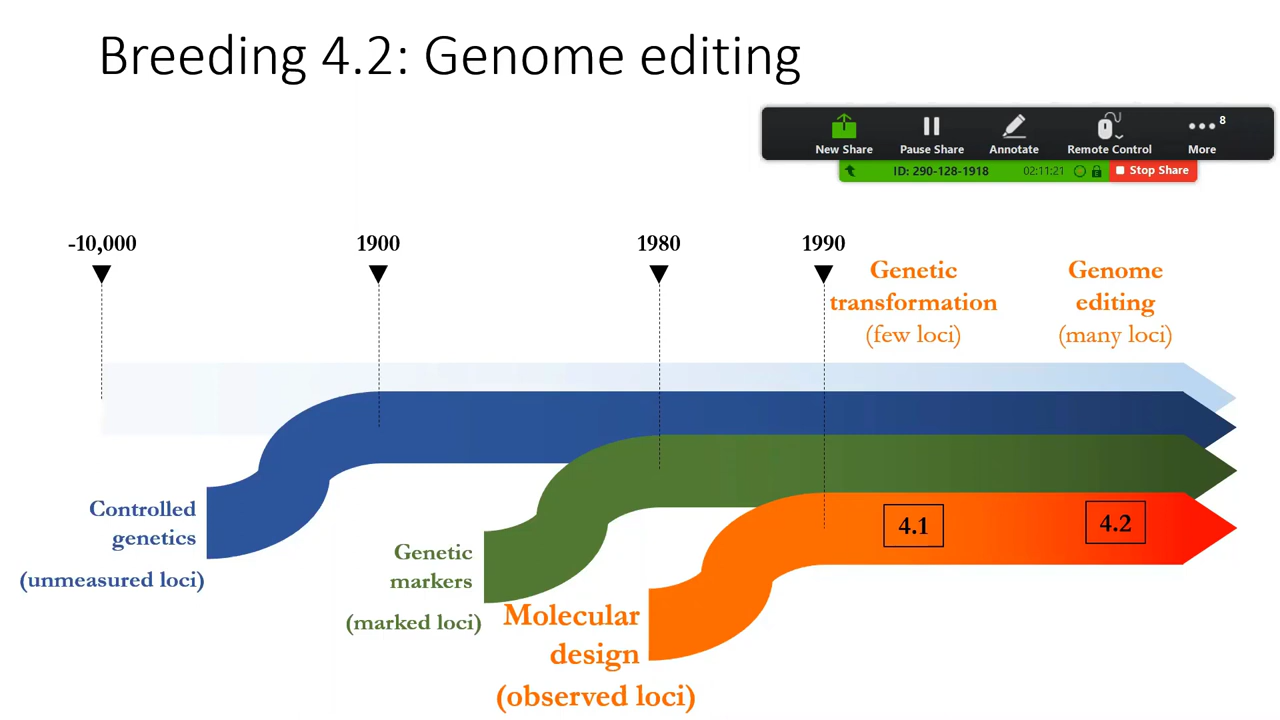 Breeding 4.2: Genome editing
8
New Share
Pause Share
Annotate
Remote Control
More
ID: 290-128-1918
02:11:21
E
Stop Share
-10,000
1900
1980
1990
Genetic
transformation
(few loci)
Genome
editing
(many loci)
4.1
4.2
Controlled
genetics
(unmeasured loci)
Genetic
markers
(marked loci)
Molecular
design
(observed loci)